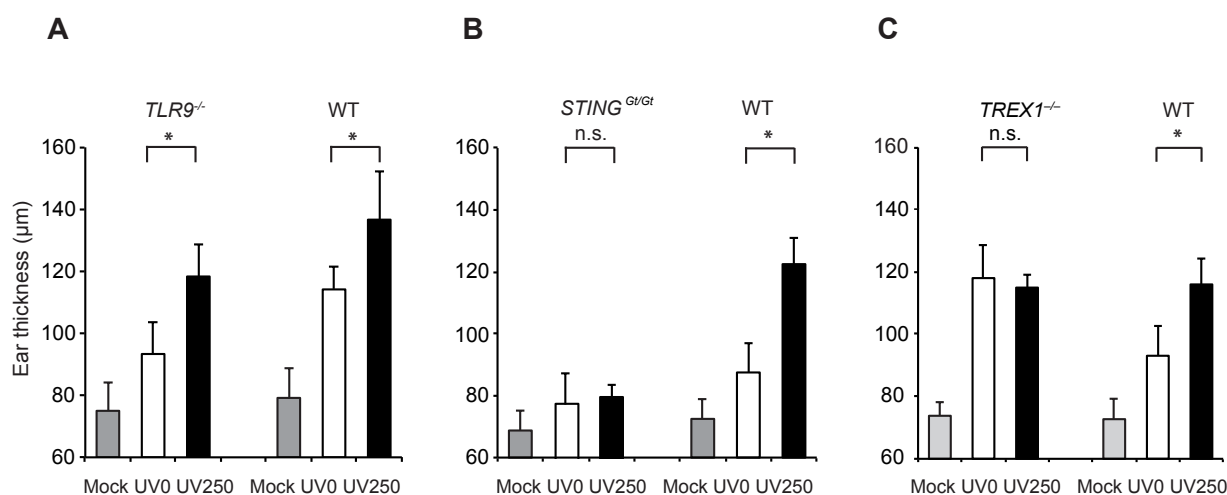 A
B
C
TLR9-/-
WT
STING Gt/Gt
WT
TREX1-/-
WT
*
*
n.s.
*
n.s.
*
160
140
120
100
80
60
160
140
120
100
80
60
160
140
120
100
80
60
Ear thickness (µm)
Mock UV0 UV250
Mock UV0 UV250
Mock UV0 UV250
Mock UV0 UV250
Mock UV0 UV250
Mock UV0 UV250